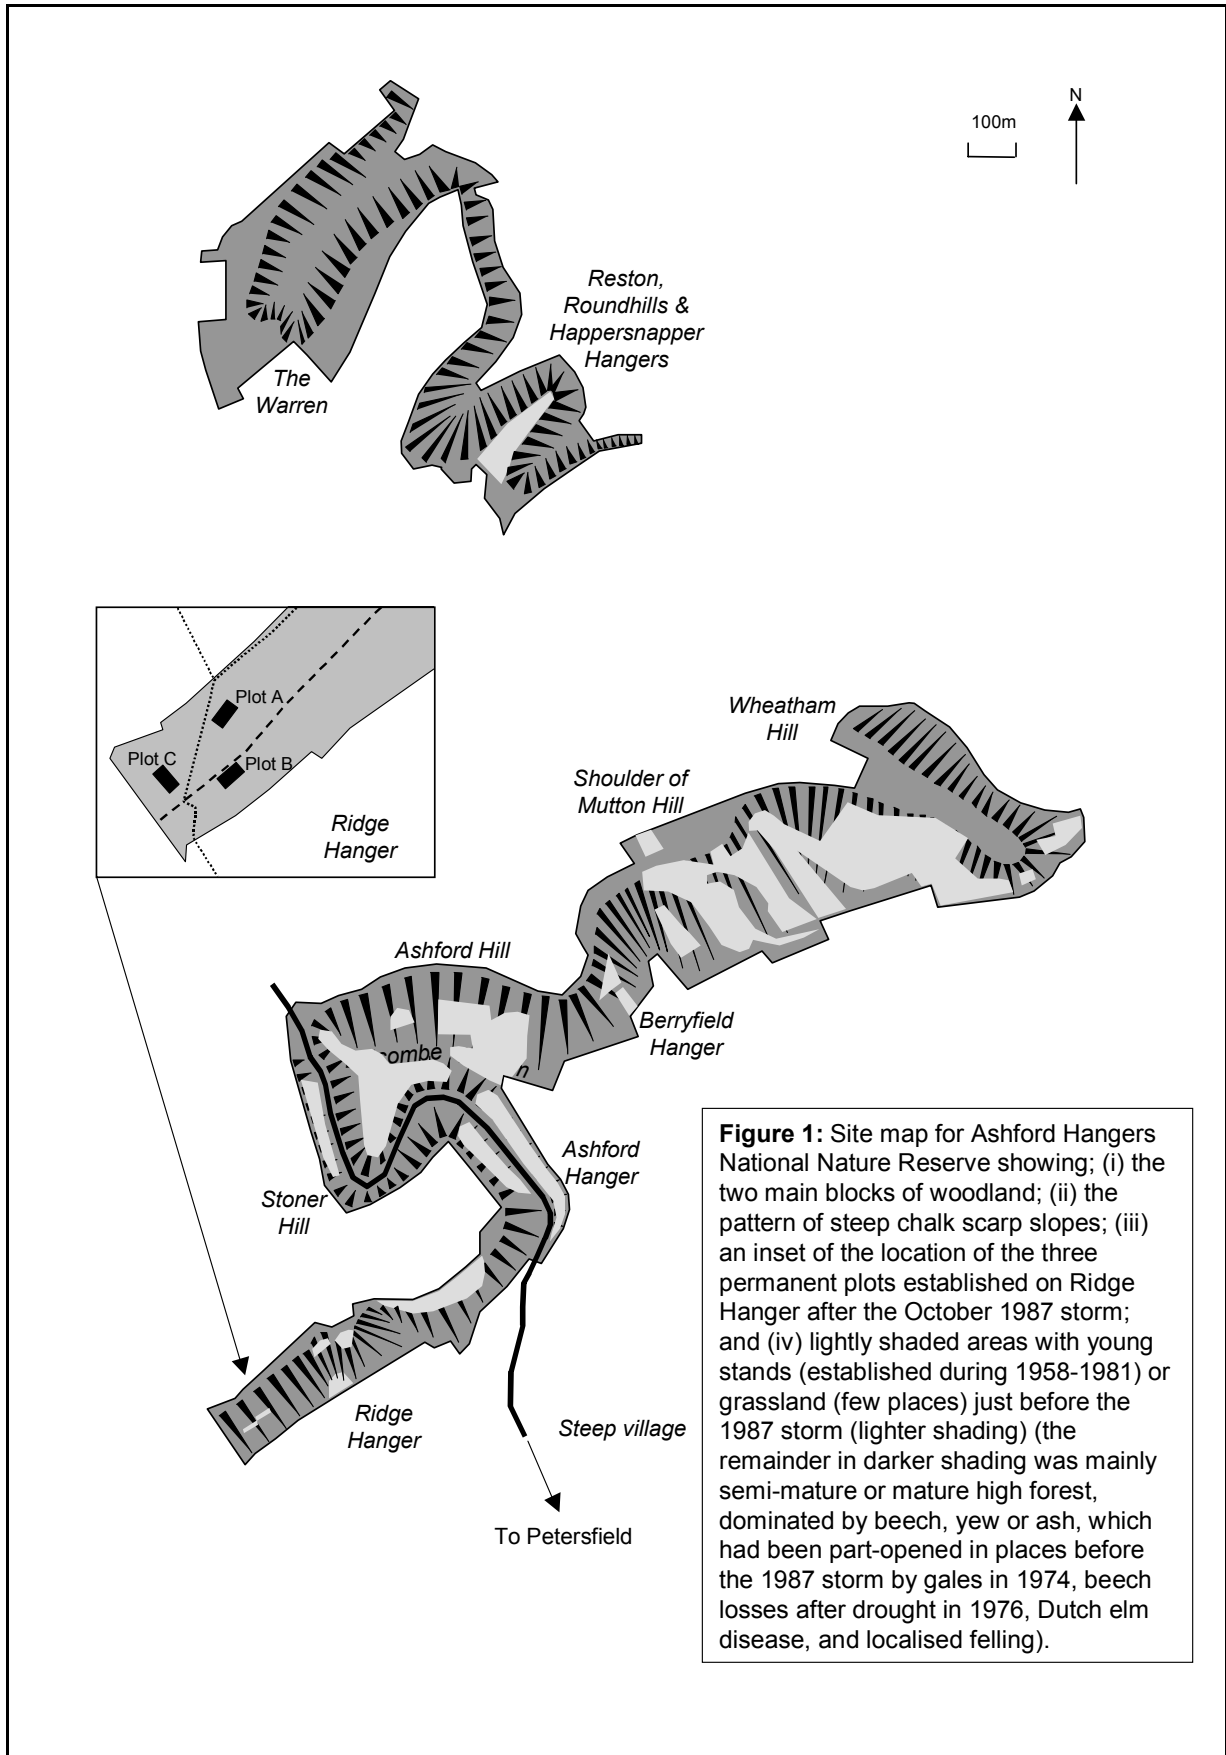 N
100m
Reston,
Roundhills &
Happersnapper
Hangers
The
Warren
Plot A
Plot C
Plot B
Ridge
Hanger
Wheatham
Hill
Shoulder of
Mutton Hill
Ashford Hill
combe
n
Berryfield
Hanger
Ashford
Hanger
Stoner
Hill
Ridge
Hanger
Steep village
To Petersfield
Figure 1: Site map for Ashford Hangers
National Nature Reserve showing; (i) the
two main blocks of woodland; (ii) the
pattern of steep chalk scarp slopes; (iii)
an inset of the location of the three
permanent plots established on Ridge
Hanger after the October 1987 storm;
and (iv) lightly shaded areas with young
stands (established during 1958-1981) or
grassland (few places) just before the
1987 storm (lighter shading) (the
remainder in darker shading was mainly
semi-mature or mature high forest,
dominated by beech, yew or ash, which
had been part-opened in places before
the 1987 storm by gales in 1974, beech
losses after drought in 1976, Dutch elm
disease, and localised felling).